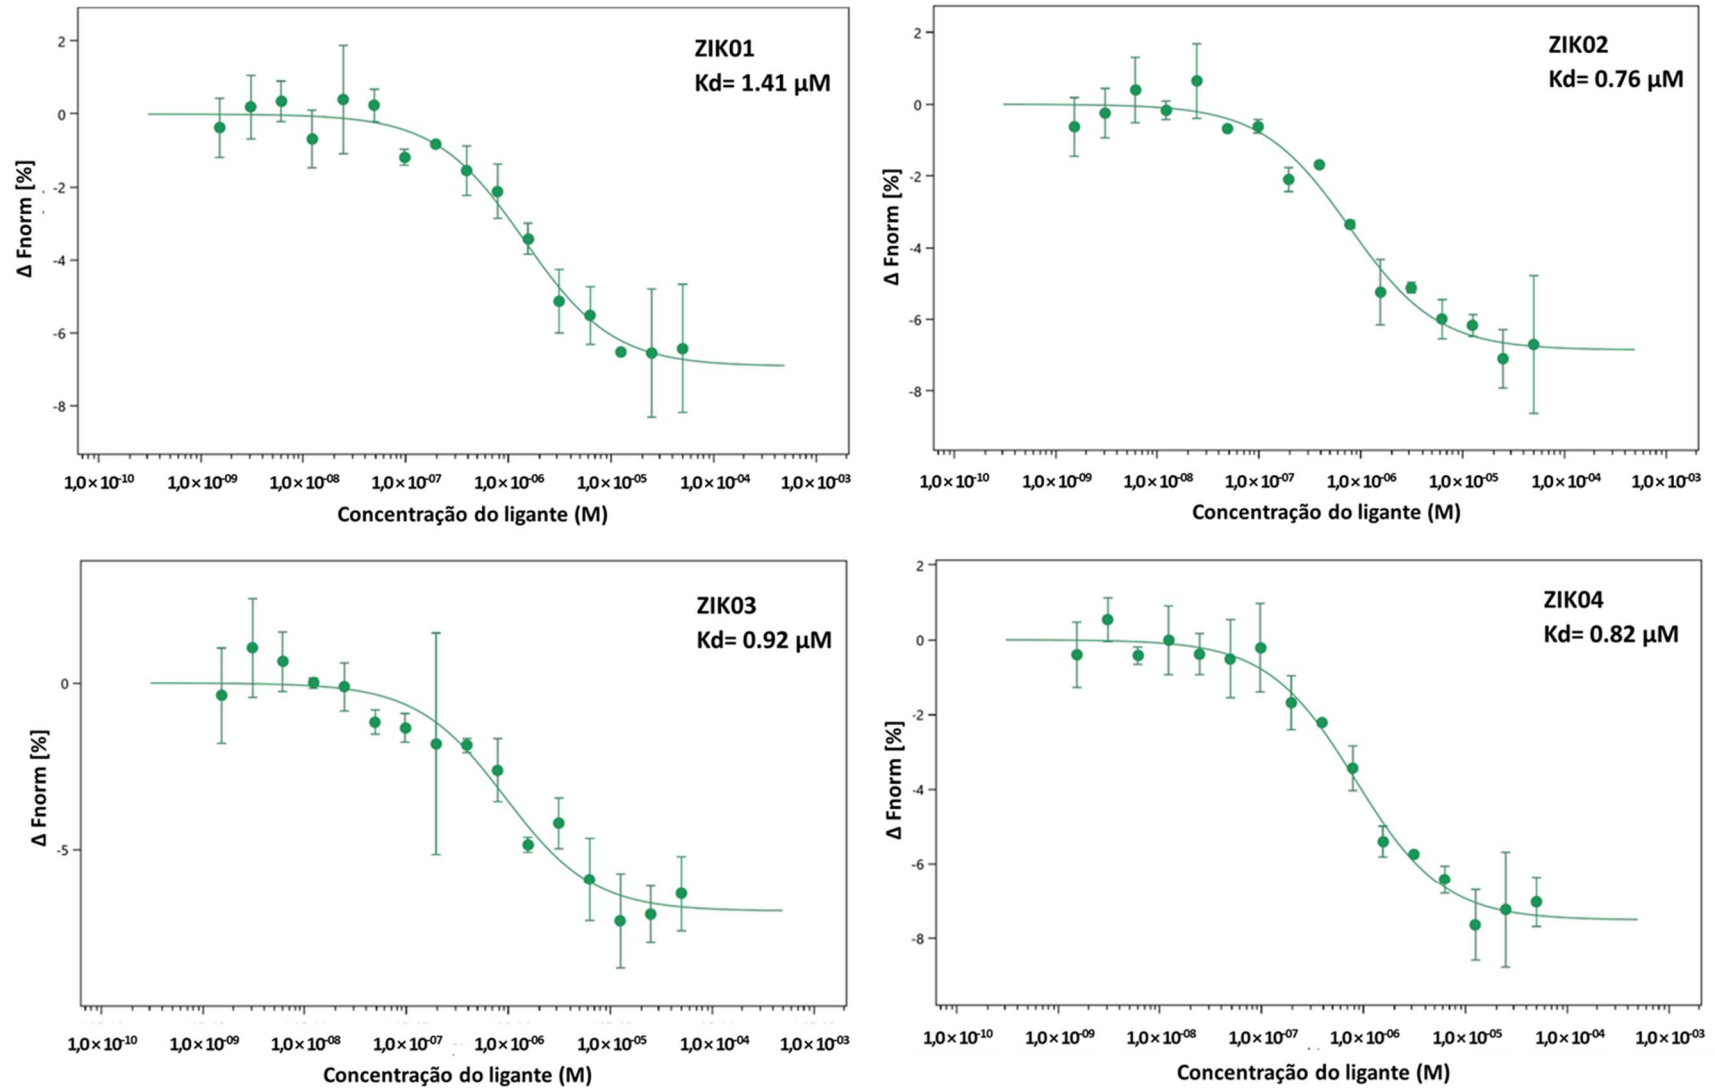 ZIK01
Kd= 1.41 µM
Δ Fnorm [%]
2
0
-2
-4
-6
-8
1,0×10-10 1,0×10-09 1,0×10-08 1,0×10-07 1,0×10-06 1,0×10-05 1,0×10-04 1,0×10-03
Concentração do ligante (M)
ZIK02
Kd= 0.76 µM
Δ Fnorm [%]
2
0
-2
-4
-6
-8
1,0×10-10 1,0×10-09 1,0×10-08 1,0×10-07 1,0×10-06 1,0×10-05 1,0×10-04 1,0×10-03
Concentração do ligante (M)
ZIK03
Kd= 0.92 µM
Δ Fnorm [%]
0
-5
1,0×10-10 1,0×10-09 1,0×10-08 1,0×10-07 1,0×10-06 1,0×10-05 1,0×10-04 1,0×10-03
Concentração do ligante (M)
ZIK04
Kd= 0.82 µM
Δ Fnorm [%]
2
0
-2
-4
-6
-8
1,0×10-10 1,0×10-09 1,0×10-08 1,0×10-07 1,0×10-06 1,0×10-05 1,0×10-04 1,0×10-03
Concentração do ligante (M)